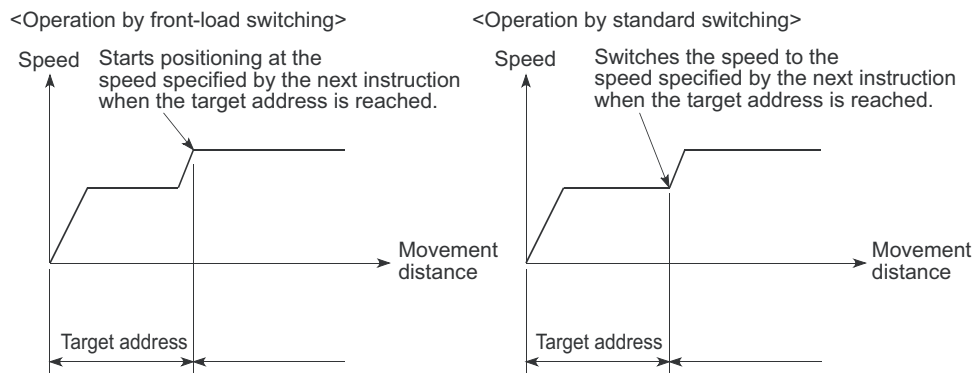 <Operation by front-load switching>
Speed
Starts positioning at the
speed specified by the next instruction
when the target address is reached.
Movement
distance
Target address
<Operation by standard switching>
Speed
Switches the speed to the
speed specified by the next instruction
when the target address is reached.
Movement
distance
Target address